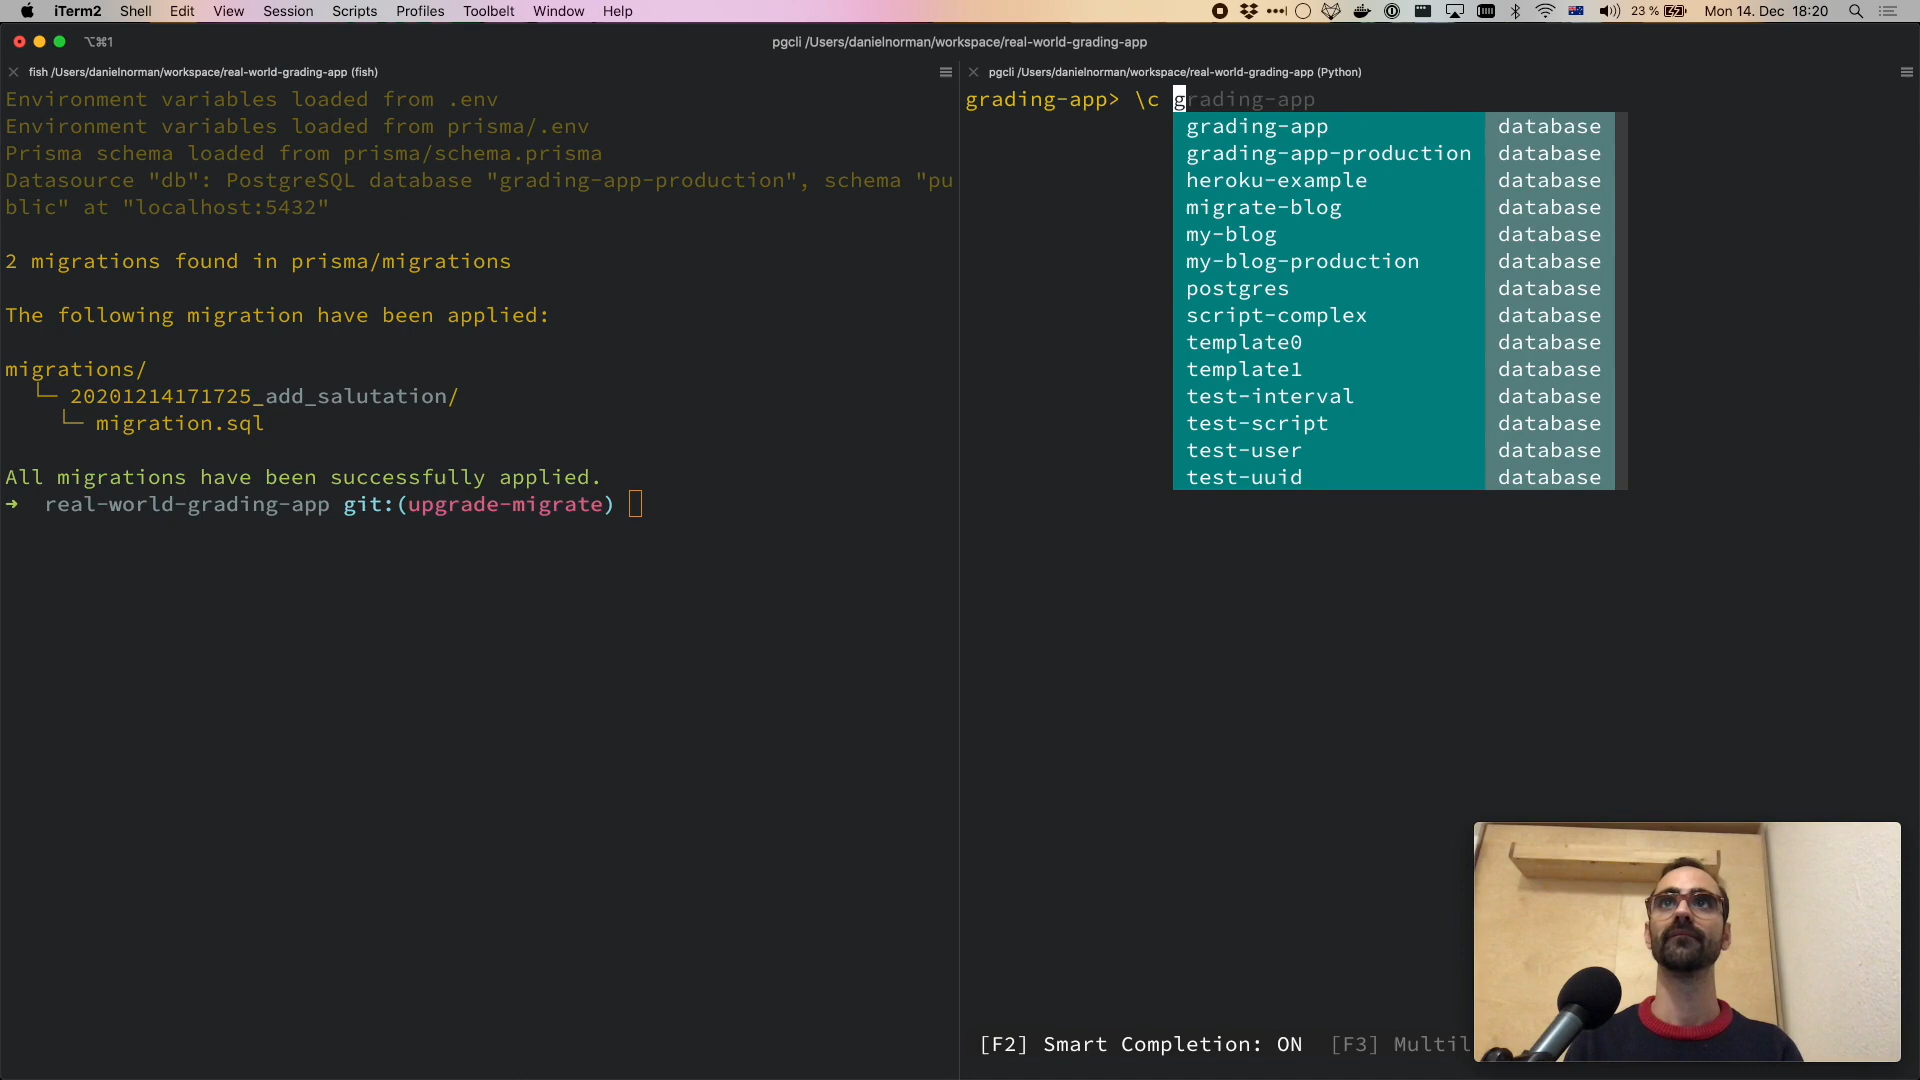 iTerm2 Shell Edit View Session Scripts Profiles Toolbelt Window Help 23 % Mon 14. Dec 18:20
⌥⌘1 pgcli /Users/danielnorman/workspace/real-world-grading-app
fish /Users/danielnorman/workspace/real-world-grading-app (fish)
Environment variables loaded from .env
Environment variables loaded from prisma/.env
Prisma schema loaded from prisma/schema.prisma
Datasource "db": PostgreSQL database "grading-app-production", schema "pu
blic" at "localhost:5432"
2 migrations found in prisma/migrations
The following migration have been applied:
migrations/
└─ 20201214171725_add_salutation/
└─ migration.sql
All migrations have been successfully applied.
➜ real-world-grading-app git:(upgrade-migrate)
pgcli /Users/danielnorman/workspace/real-world-grading-app (Python)
grading-app> \c grading-app
grading-app database
grading-app-production database
heroku-example database
migrate-blog database
my-blog database
my-blog-production database
postgres database
script-complex database
template0 database
template1 database
test-interval database
test-script database
test-user database
test-uuid database
[F2] Smart Completion: ON [F3] Multil